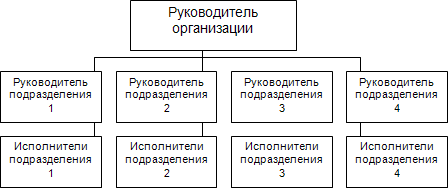 Руководитель
организации
Руководитель
подразделения
1
Руководитель
подразделения
2
Руководитель
подразделения
3
Руководитель
подразделения
4
Исполнители
подразделения
1
Исполнители
подразделения
2
Исполнители
подразделения
3
Исполнители
подразделения
4